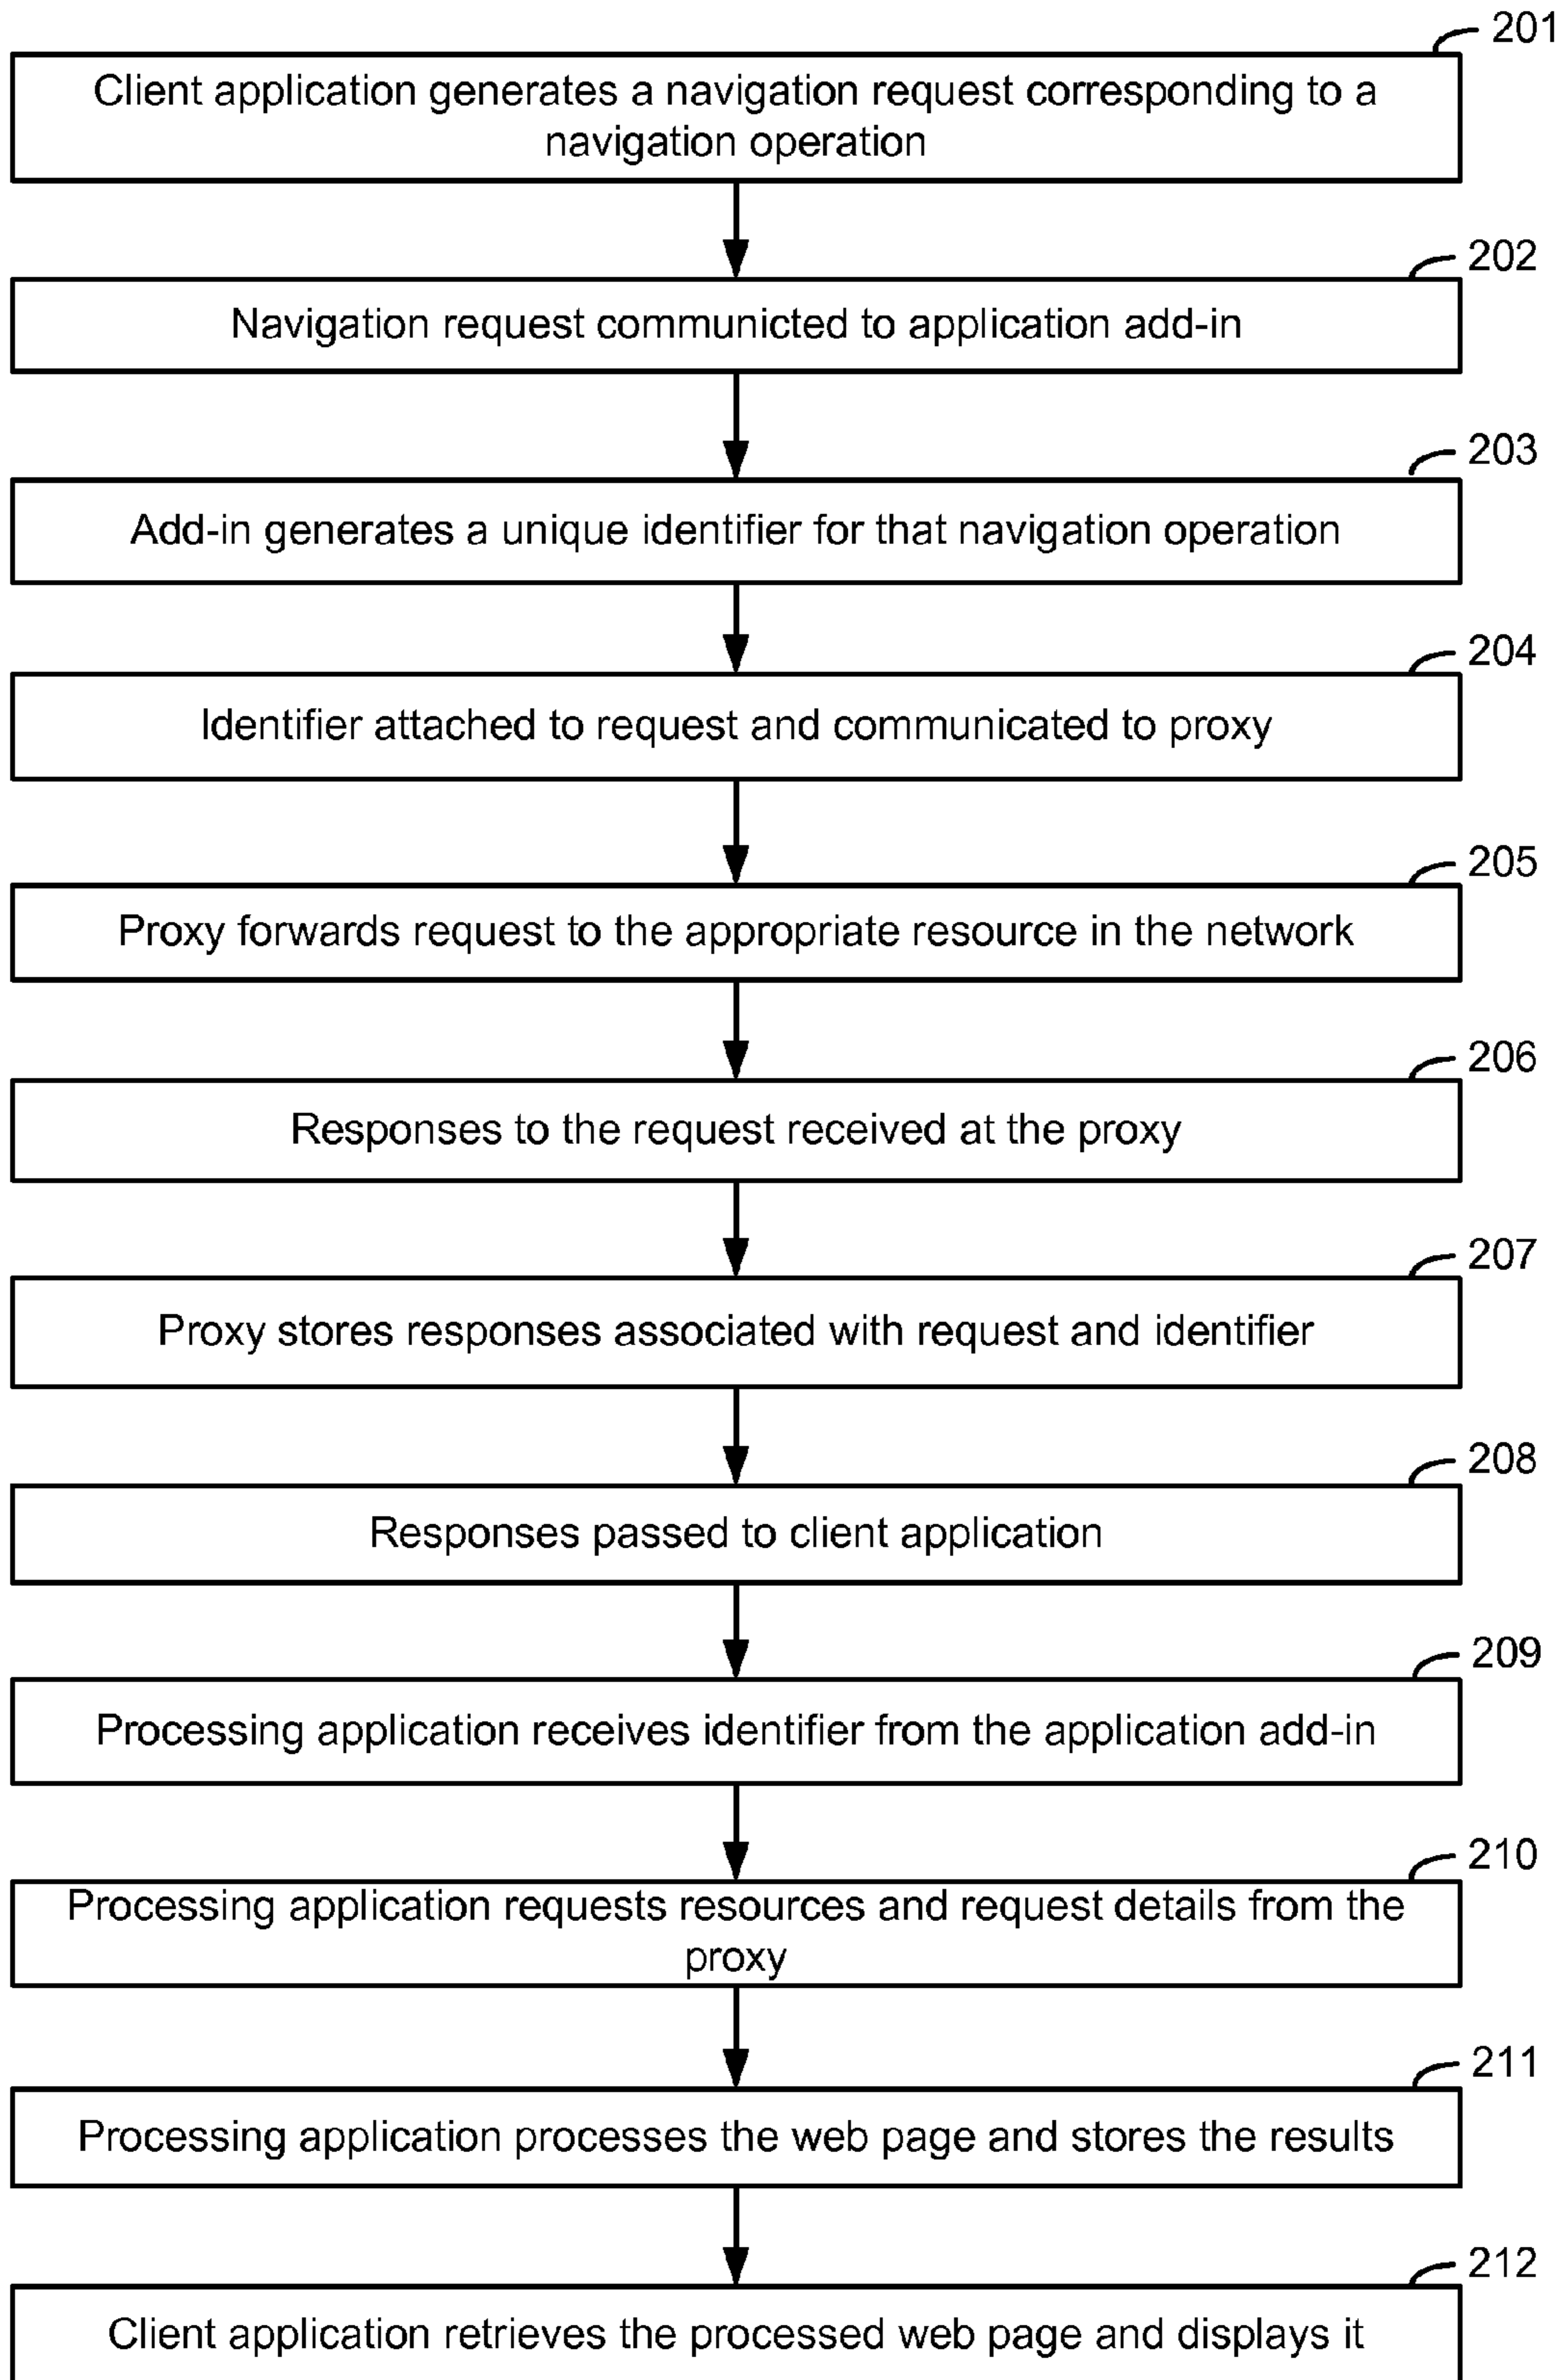 201
Client application generates a navigation request corresponding to a
navigation operation
202
Navigation request communicted to application add-in
203
Add-in generates a unique identifier for that navigation operation
204
Identifier attached to request and communicated to proxy
205
Proxy forwards request to the appropriate resource in the network
206
Responses to the request received at the proxy
207
Proxy stores responses associated with request and identifier
208
Responses passed to client application
209
Processing application receives identifier from the application add-in
210
Processing application requests resources and request details from the
proxy
211
Processing application processes the web page and stores the results
212
Client application retrieves the processed web page and displays it